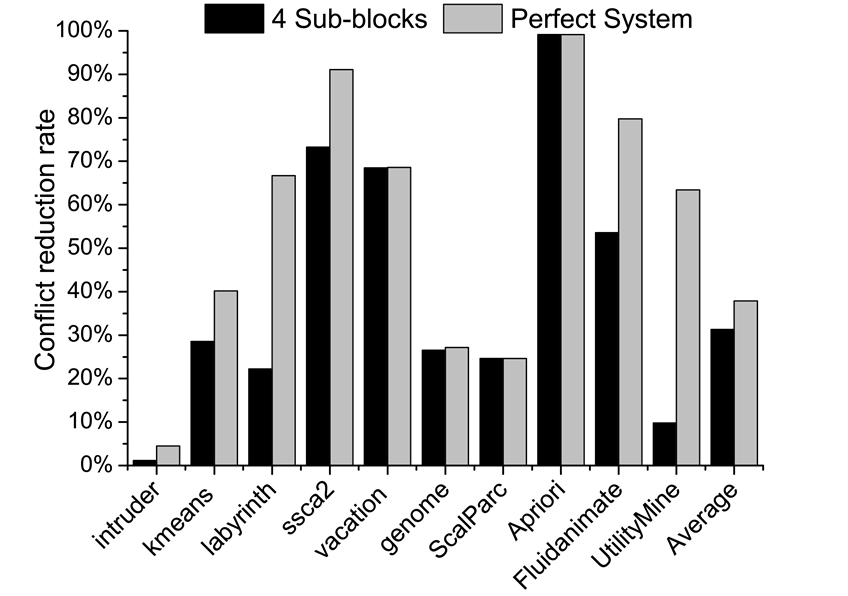 4 Sub-blocks
Perfect System
Conflict reduction rate
100%
90%
80%
70%
60%
50%
40%
30%
20%
10%
0%
intruder
kmeans
labyrinth
ssca2
vacation
genome
ScalParc
Apriori
Fluidanimate
UtilityMine
Average